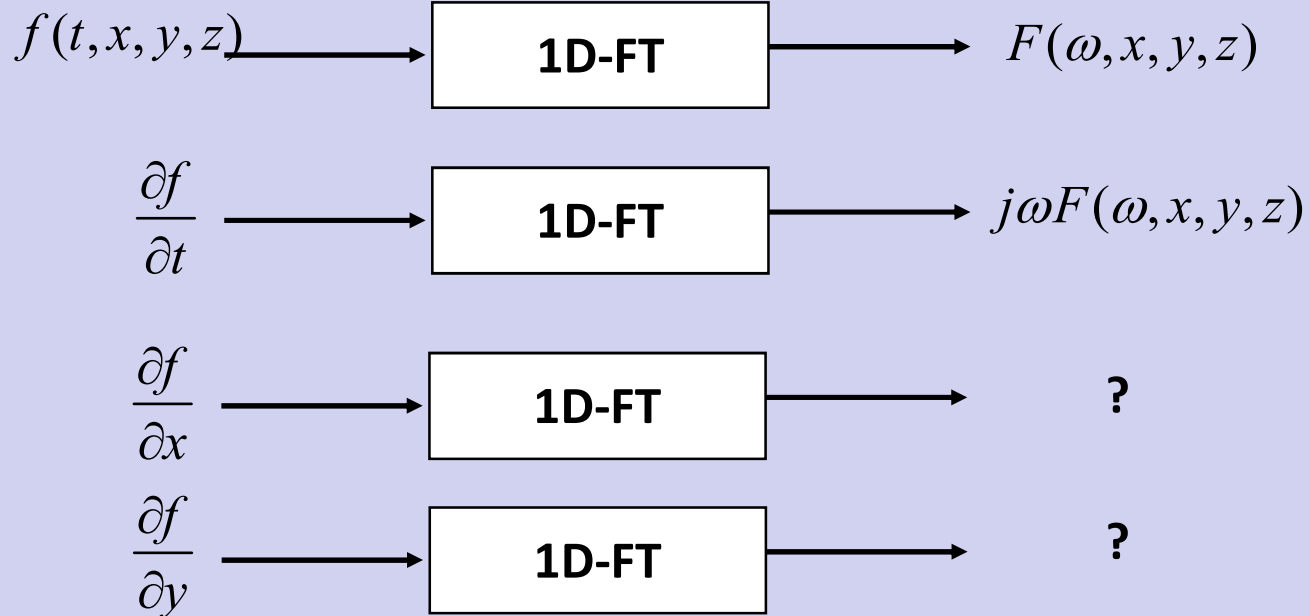 f(t,x,y,z) 1D-FT F(ω,x,y,z)
∂f/∂t 1D-FT jωF(ω,x,y,z)
∂f/∂x 1D-FT ?
∂f/∂y 1D-FT ?